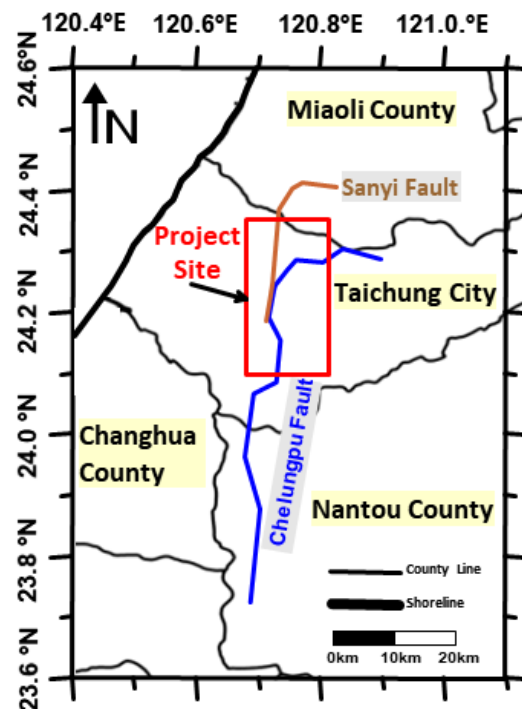 120.4°E 120.6°E 120.8°E 121.0°E
24.6°N
24.4 °N
24.2 °N
24.0 °N
23.8 °N
23.6 °N
N
Miaoli County
Sanyi Fault
Project
Site
Taichung City
Changhua
County
Chelungpu Fault
Nantou County
County Line
Shoreline
0km 10km 20km